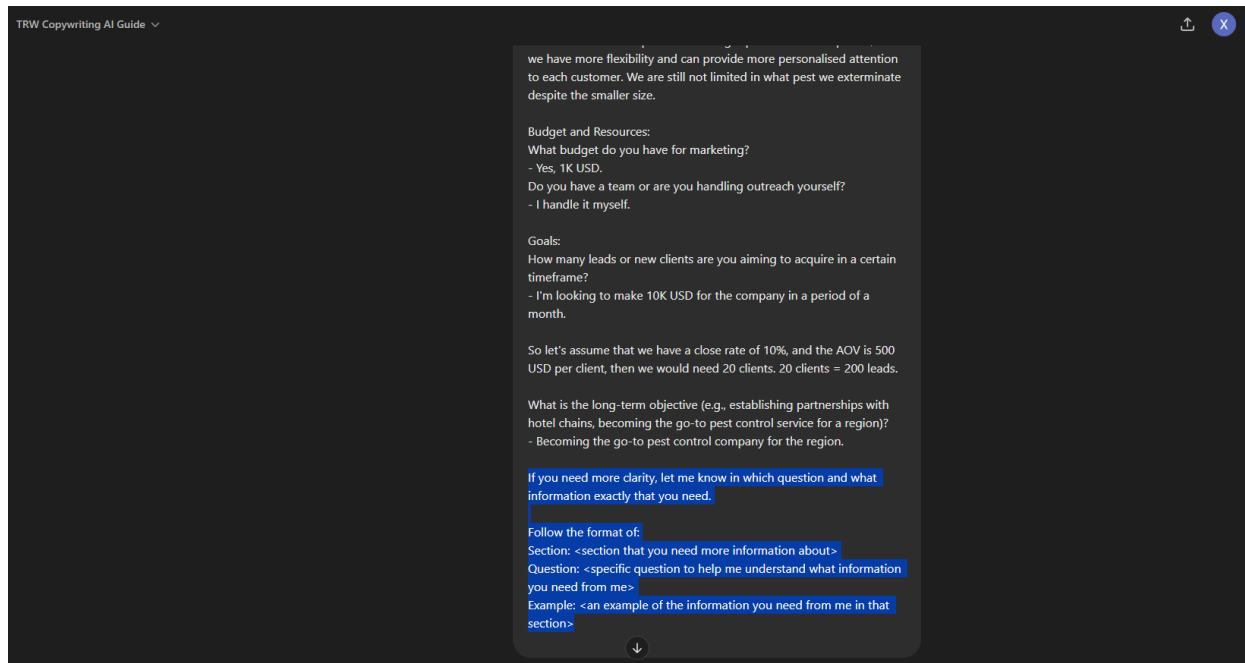 TRW Copywriting AI Guide
X
we have more flexibility and can provide more personalised attention
to each customer. We are still not limited in what pest we exterminate
despite the smaller size.
Budget and Resources:
What budget do you have for marketing?
- Yes, 1K USD.
Do you have a team or are you handling outreach yourself?
- I handle it myself.
Goals:
How many leads or new clients are you aiming to acquire in a certain
timeframe?
- I'm looking to make 10K USD for the company in a period of a
month.
So let's assume that we have a close rate of 10%, and the AOV is 500
USD per client, then we would need 20 clients. 20 clients = 200 leads.
What is the long-term objective (e.g., establishing partnerships with
hotel chains, becoming the go-to pest control service for a region)?
- Becoming the go-to pest control company for the region.
If you need more clarity, let me know in which question and what
information exactly that you need.
Follow the format of:
Section: <section that you need more information about>
Question: <specific question to help me understand what information
you need from me>
Example: <an example of the information you need from me in that
section>